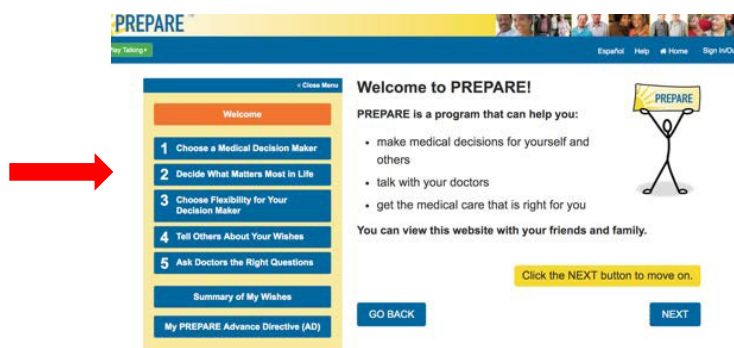 PREPARE
Play Talking
Español Help Home Sign In/Ou
< Close Menu
Welcome
1 Choose a Medical Decision Maker
2 Decide What Matters Most in Life
3 Choose Flexibility for Your
Decision Maker
4 Tell Others About Your Wishes
5 Ask Doctors the Right Questions
Summary of My Wishes
My PREPARE Advance Directive (AD)
Welcome to PREPARE!
PREPARE is a program that can help you:
• make medical decisions for yourself and
others
• talk with your doctors
• get the medical care that is right for you
You can view this website with your friends and family.
PREPARE
Click the NEXT button to move on.
GO BACK
NEXT